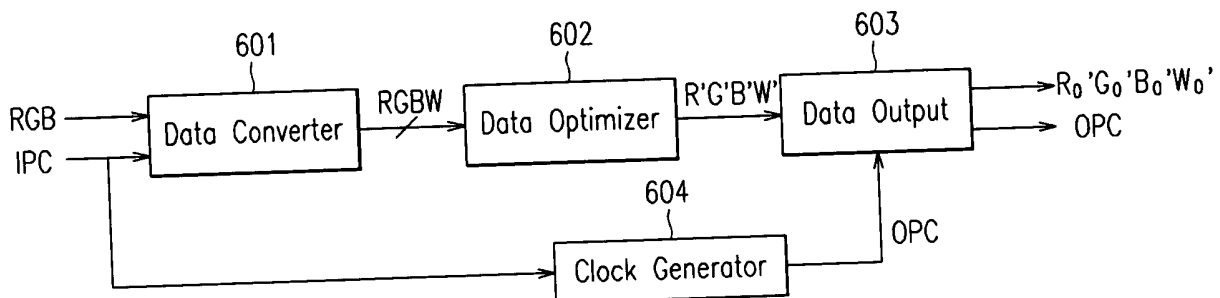 601
602
603
RGB
IPC
Data Converter
RGBW
Data Optimizer
R'G'B'W'
Data Output
R₀'G₀'B₀'W₀'
OPC
604
Clock Generator
OPC